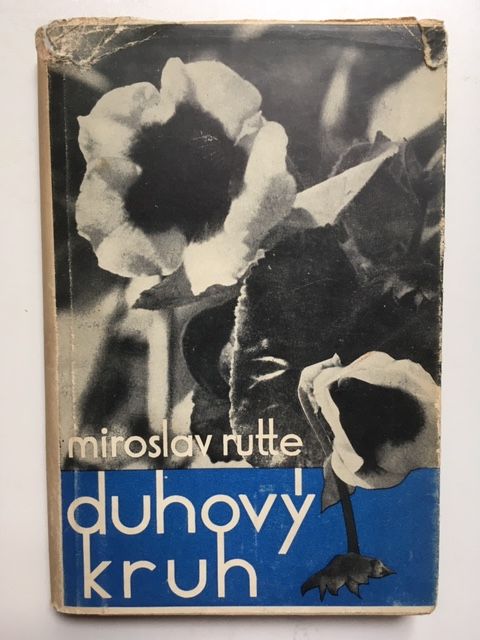 miroslav rutte
duhový
kruh